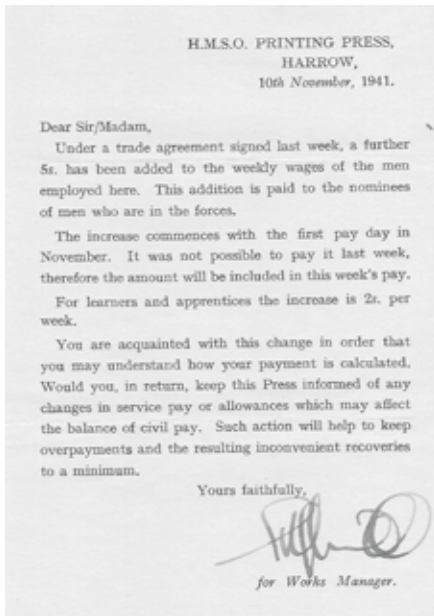 H.M.S.O. PRINTING PRESS,
HARROW,
10th November, 1941.
Dear Sir/Madam,
Under a trade agreement signed last week, a further
5s. has been added to the weekly wages of the men
employed here. This addition is paid to the nominees
of men who are in the forces.
The increase commences with the first pay day in
November. It was not possible to pay it last week,
therefore the amount will be included in this week's pay.
For learners and apprentices the increase is 2s. per
week.
You are acquainted with this change in order that
you may understand how your payment is calculated.
Would you, in return, keep this Press informed of any
changes in service pay or allowances which may affect
the balance of civil pay. Such action will help to keep
overpayments and the resulting inconvenient recoveries
to a minimum.
Yours faithfully,
for Works Manager.